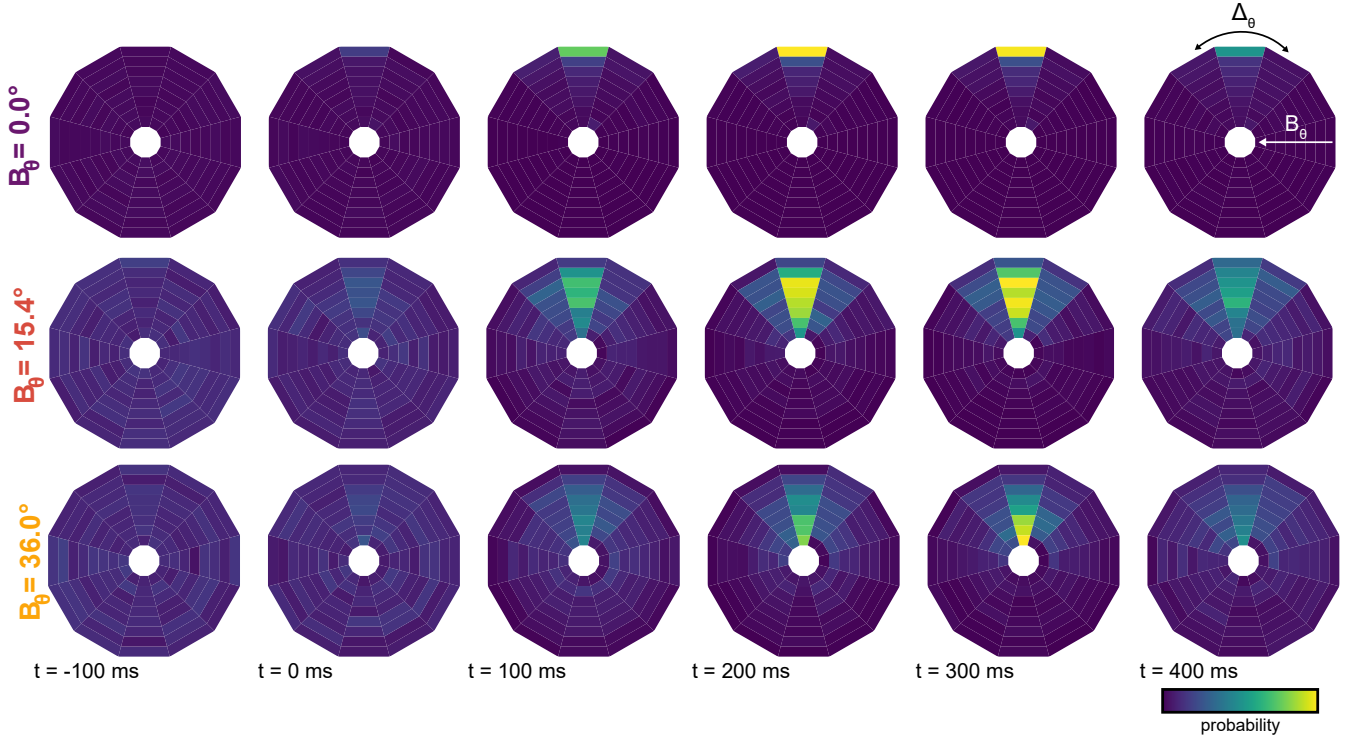 Δθ
Bθ = 0.0°
Bθ
Bθ = 15.4°
Bθ = 36.0°
t = -100 ms
t = 0 ms
t = 100 ms
t = 200 ms
t = 300 ms
t = 400 ms
probability